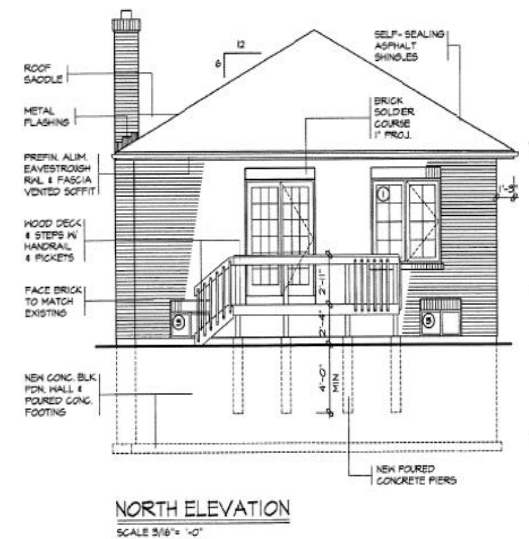 12
6
SELF-SEALING
ASPHALT
SHINGLES
ROOF
SADDLE
METAL
FLASHING
BRICK
SOLDER
COURSE
1" PROJ.
PREFIN. ALIM.
EAVESTROUGH
RWL & FASCIA
VENTED SOFFIT
1'-9"
1
WOOD DECK
& STEPS W/
HANDRAIL
& PICKETS
FACE BRICK
TO MATCH
EXISTING
2'-11"
2'-4"
4'-0"
MIN
NEW CONC. BLK
FDN. WALL &
POURED CONC.
FOOTING
NEW POURED
CONCRETE PIERS
NORTH ELEVATION
SCALE 3/16"= '-0"